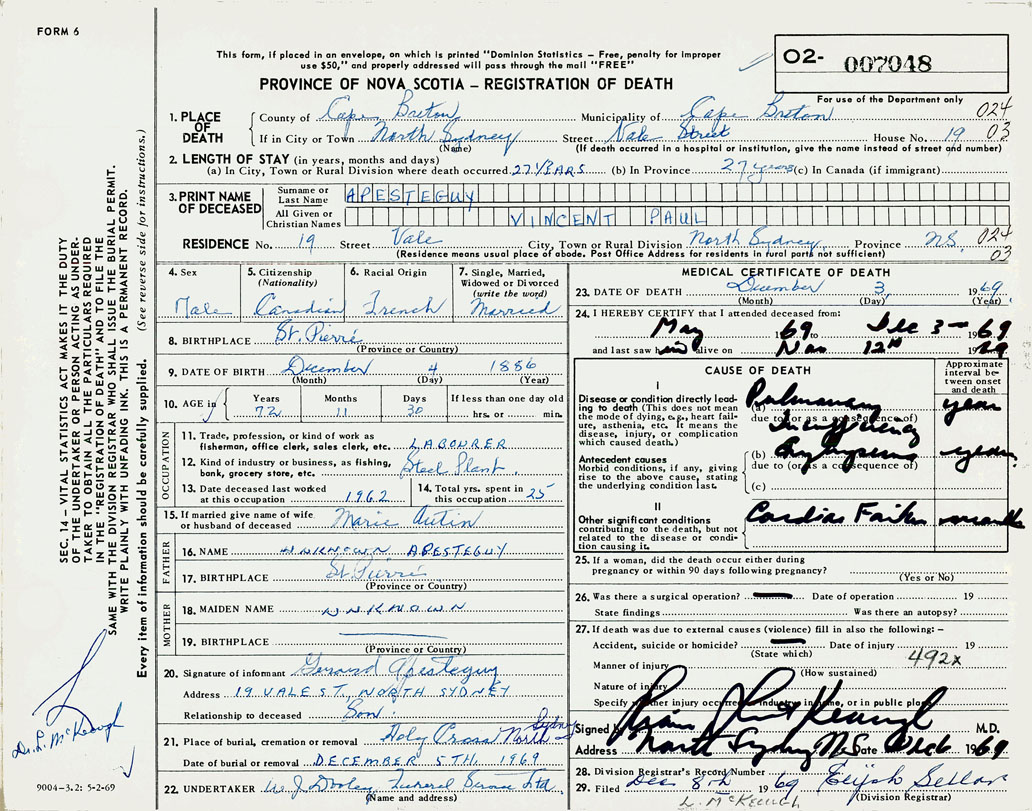 FORM 6
This form, if placed in an envelope, on which is printed "Dominion Statistics – Free, penalty for improper
use $50," and properly addressed will pass through the mail "FREE"
02- 007048
For use of the Department only
PROVINCE OF NOVA SCOTIA – REGISTRATION OF DEATH
1. PLACE OF DEATH
County of Cape Breton Municipality of Cape Breton 024
If in City or Town North Sydney Street Vale Street House No. 19 03
(Name) (If death occurred in a hospital or institution, give the name instead of street and number)
2. LENGTH OF STAY (in years, months and days)
(a) In City, Town or Rural Division where death occurred 27 YEARS (b) In Province 27 years (c) In Canada (if immigrant)
3. PRINT NAME OF DECEASED
Surname or Last Name APESTEGUY
All Given or Christian Names VINCENT PAUL
RESIDENCE No. 19 Street Vale City, Town or Rural Division North Sydney Province N.S. 024
(Residence means usual place of abode. Post Office Address for residents in rural parts not sufficient) 03
4. Sex Male
5. Citizenship (Nationality) Canadian
6. Racial Origin French
7. Single, Married, Widowed or Divorced (write the word) Married
8. BIRTHPLACE St. Pierre
(Province or Country)
9. DATE OF BIRTH December 4 1886
(Month) (Day) (Year)
10. AGE in Years Months Days If less than one day old
72 11 30 hrs. or min.
OCCUPATION
11. Trade, profession, or kind of work as
fisherman, office clerk, sales clerk, etc. LABOURER
12. Kind of industry or business, as fishing,
bank, grocery store, etc. Steel Plant
13. Date deceased last worked
at this occupation 1962
14. Total yrs. spent in
this occupation 25
15. If married give name of wife
or husband of deceased Marie Autin
FATHER
16. NAME UNKNOWN APESTEGUY
17. BIRTHPLACE St. Pierre
(Province or Country)
MOTHER
18. MAIDEN NAME UNKNOWN
19. BIRTHPLACE
(Province or Country)
20. Signature of informant Gerard Apesteguy
Address 19 VALE ST., NORTH SYDNEY
Relationship to deceased Son
21. Place of burial, cremation or removal Holy Cross North Sydney
Date of burial or removal DECEMBER 5TH. 1969
22. UNDERTAKER W. J. Dooley Funeral Service Ltd.
(Name and address)
MEDICAL CERTIFICATE OF DEATH
23. DATE OF DEATH December 3 1969
(Month) (Day) (Year)
24. I HEREBY CERTIFY that I attended deceased from:
May 69 to Dec 3 – 69
and last saw him alive on Nov 12th 1969
CAUSE OF DEATH
Approximate interval between onset and death
I
Disease or condition directly leading to death (This does not
mean the mode of dying, e.g., heart failure, asthenia, etc. It means the
disease, injury, or complication
which caused death.)
(a) Pulmonary years
due to (or as a consequence of)
Insufficiency
Antecedent causes
Morbid conditions, if any, giving
rise to the above cause, stating
the underlying condition last.
(b) Emphysema years
due to (or as a consequence of)
(c)
II
Other significant conditions
contributing to the death, but not
related to the disease or condition causing it.
Cardiac Failure months
25. If a woman, did the death occur either during
pregnancy or within 90 days following pregnancy?
(Yes or No)
26. Was there a surgical operation? Date of operation 19
State findings Was there an autopsy?
27. If death was due to external causes (violence) fill in also the following: –
Accident, suicide or homicide? Date of injury 19
(State which) 492x
Manner of injury
(How sustained)
Nature of injury
Specify whether injury occurred in industry, in home, or in public place
Signed by Keough M.D.
Address North Sydney N.S. Date Dec 6 1969
28. Division Registrar's Record Number
29. Filed Dec 8th 1969 Elijah Sellar
(Division Registrar)
L. McKEOUGH
SEC. 14 – VITAL STATISTICS ACT MAKES IT THE DUTY
OF THE UNDERTAKER OR PERSON ACTING AS UNDER-
TAKER TO OBTAIN ALL THE PARTICULARS REQUIRED
IN THE "REGISTRATION OF DEATH" AND TO FILE THE
SAME WITH THE DIVISION REGISTRAR WHO SHALL ISSUE THE BURIAL PERMIT.
WRITE PLAINLY WITH UNFADING INK. THIS IS A PERMANENT RECORD.
Every item of information should be carefully supplied. (See reverse side for instructions.)
Dr. L. McKeough
9004-3.2: 5-2-69